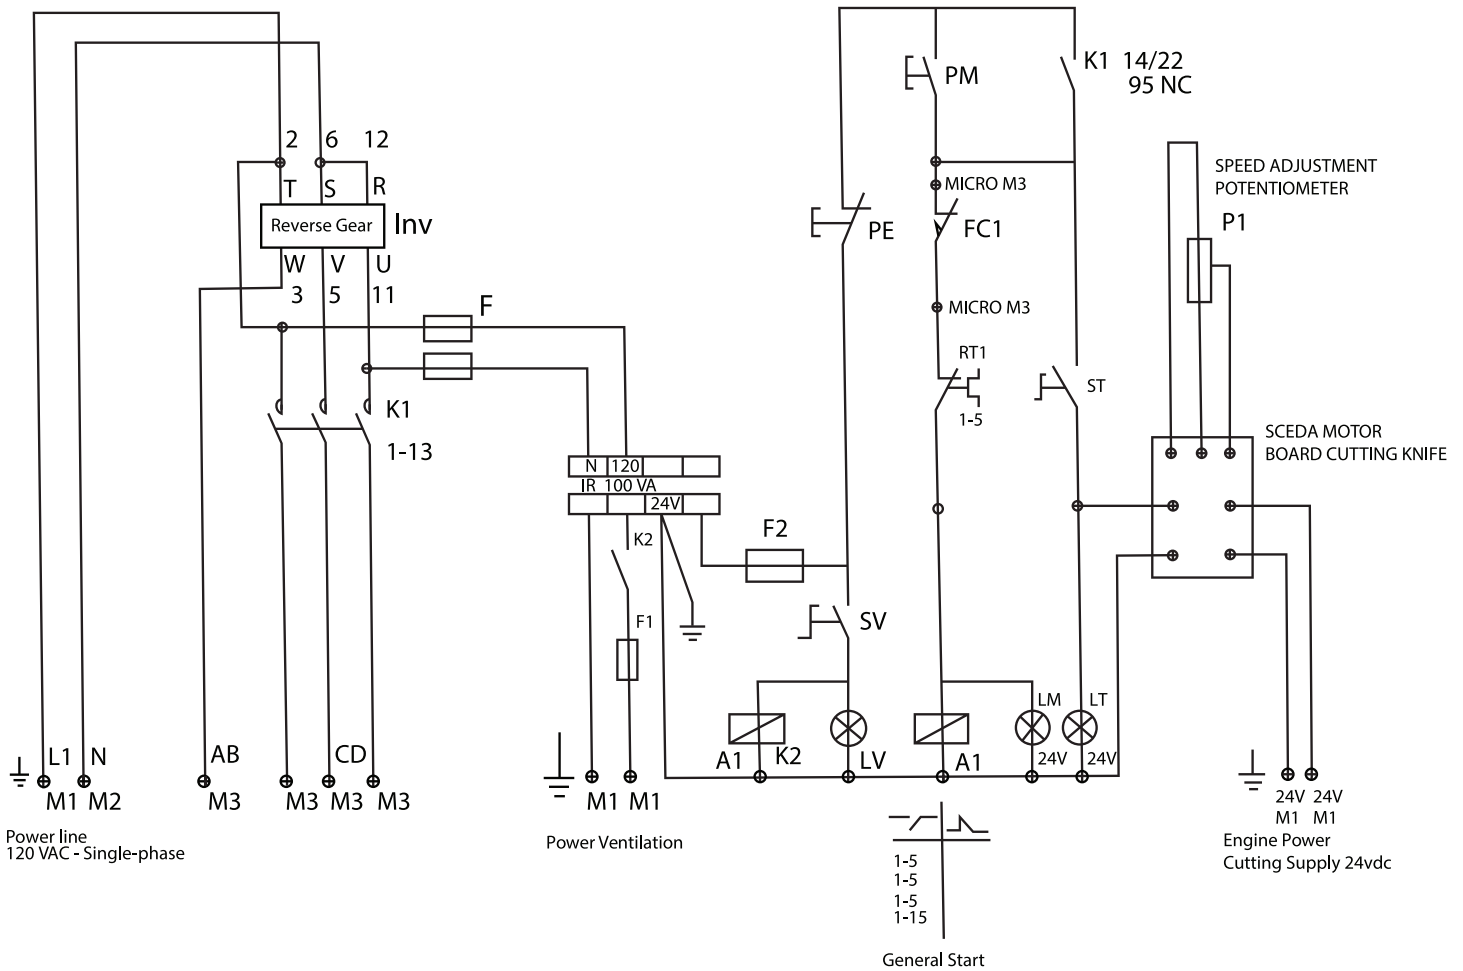 K1 14/22
95 NC
PM
2 6 12
T S R
Reverse Gear
Inv
W V U
3 5 11
F
K1
1-13
MICRO M3
FC1
PE
MICRO M3
RT1
1-5
ST
SPEED ADJUSTMENT
POTENTIOMETER
P1
SCEDA MOTOR
BOARD CUTTING KNIFE
N 120
IR 100 VA
24V
K2
F1
F2
SV
LM
24V
LT
24V
A1
K2
LV
A1
L1 N
M1 M2
AB
M3
CD
M3 M3 M3
Power line
120 VAC - Single-phase
M1 M1
Power Ventilation
1-5
1-5
1-5
1-15
General Start
24V 24V
M1 M1
Engine Power
Cutting Supply 24vdc